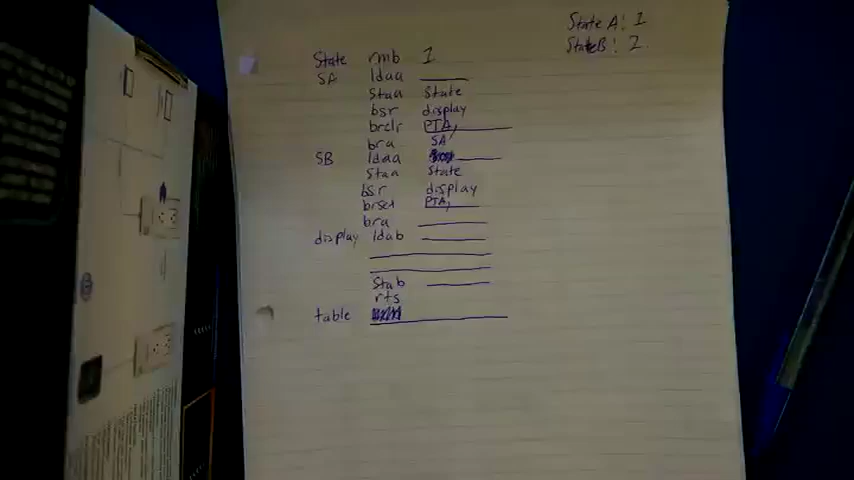 State A: 1
State B: 2
State rmb 1
SA ldaa
staa State
bsr display
brclr PTA,
bra SA
SB ldaa
staa State
bsr display
brset PTA,
bra
display ldab
stab
rts
table